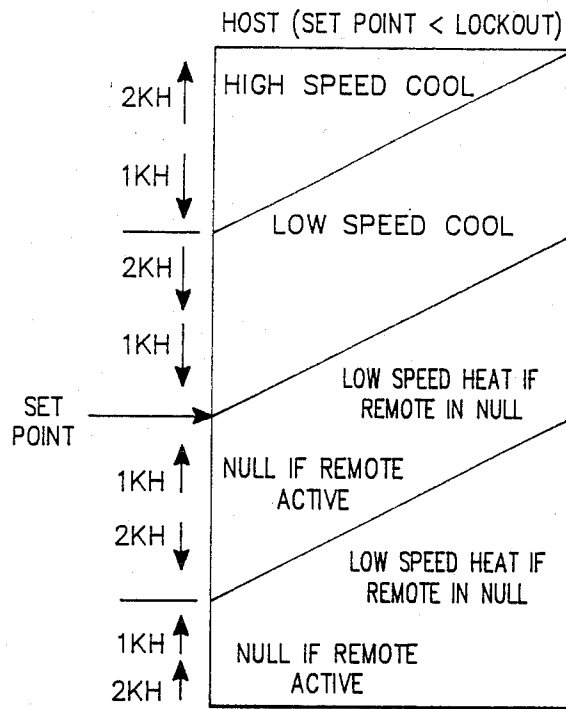 HOST (SET POINT < LOCKOUT)
2KH
HIGH SPEED COOL
1KH
LOW SPEED COOL
2KH
1KH
LOW SPEED HEAT IF
REMOTE IN NULL
SET
POINT
1KH
NULL IF REMOTE
ACTIVE
2KH
LOW SPEED HEAT IF
REMOTE IN NULL
1KH
NULL IF REMOTE
ACTIVE
2KH